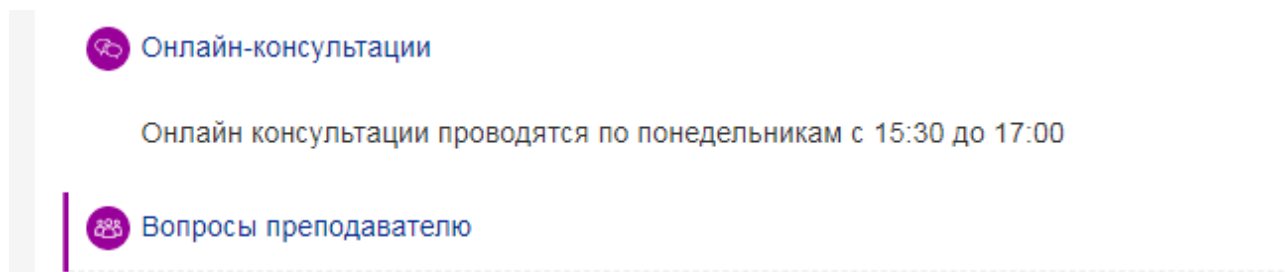 Онлайн-консультации
Онлайн консультации проводятся по понедельникам с 15:30 до 17:00
Вопросы преподавателю